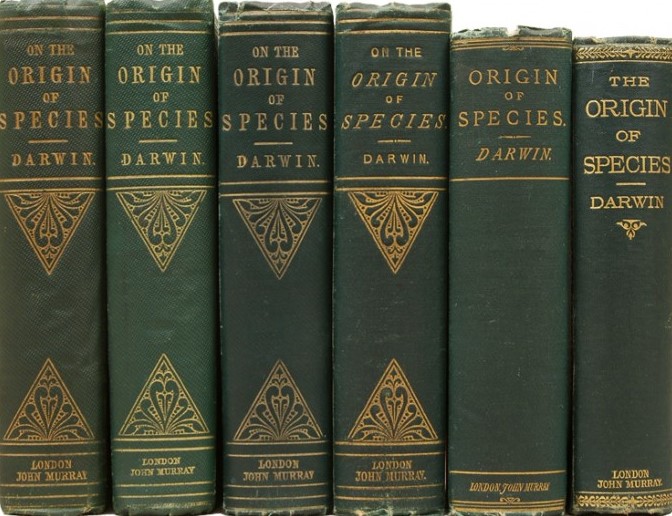 ON THE
ORIGIN
OF
SPECIES
DARWIN.
LONDON
JOHN MURRAY
ON THE
ORIGIN
OF
SPECIES
DARWIN.
LONDON
JOHN MURRAY
ON THE
ORIGIN
OF
SPECIES
DARWIN.
LONDON
JOHN MURRAY.
ON THE
ORIGIN
OF
SPECIES.
DARWIN.
LONDON
JOHN MURRAY.
ORIGIN
OF
SPECIES.
DARWIN.
LONDON, JOHN MURRAY
THE
ORIGIN
OF
SPECIES
DARWIN
LONDON
JOHN MURRAY